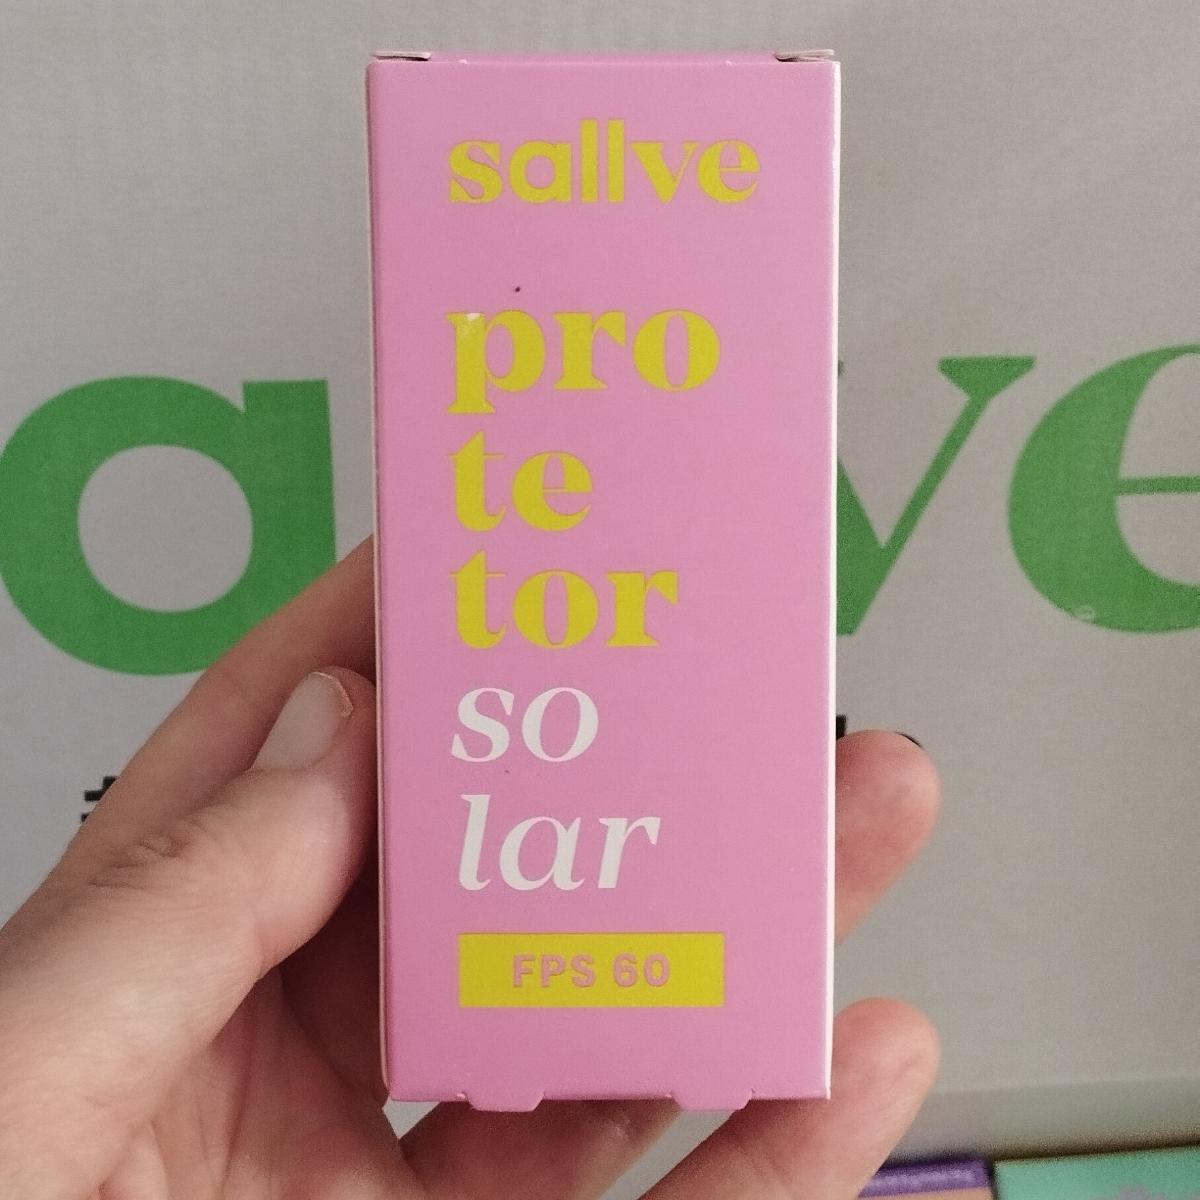 sallve
pro
te
tor
so
lar
FPS 60